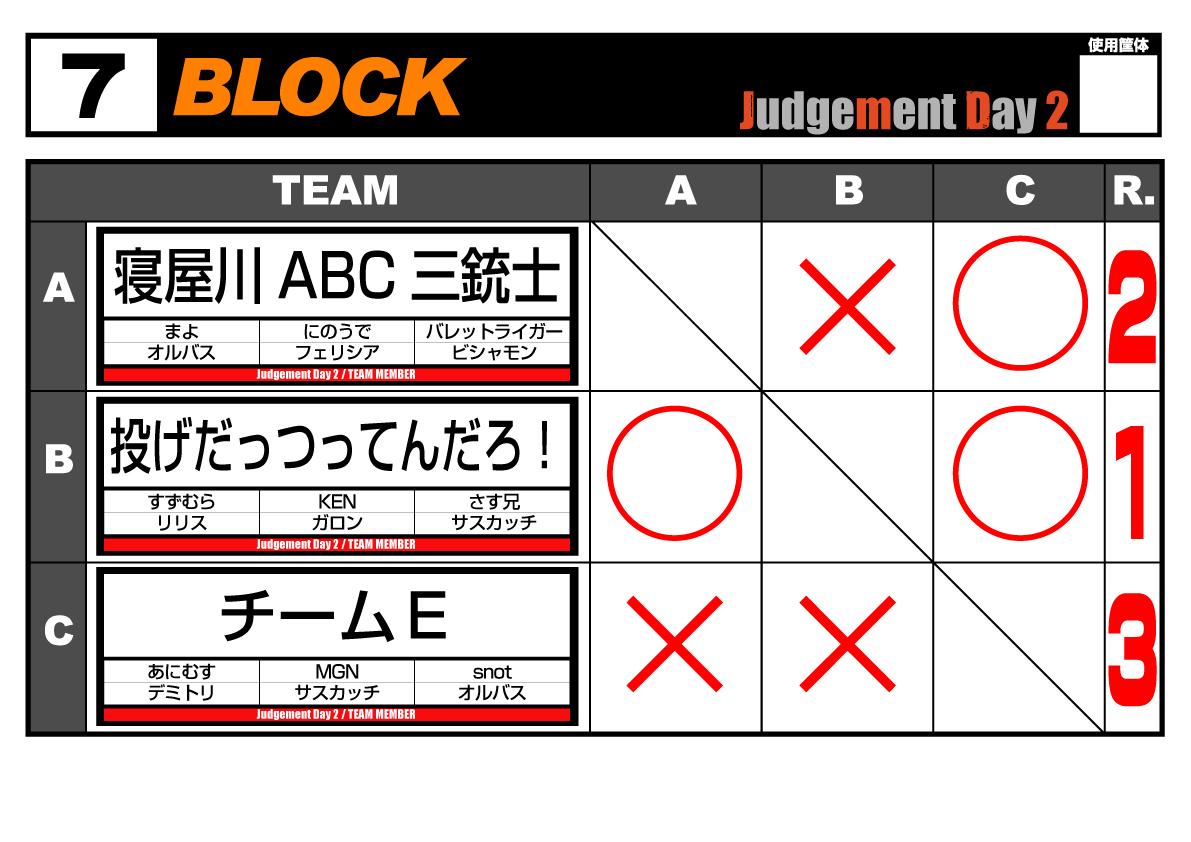 7 BLOCK
使用筐体
Judgement Day 2
TEAM A B C R.
A
寝屋川 ABC 三銃士
まよ にのうで バレットライガー
オルバス フェリシア ビシャモン
Judgement Day 2 / TEAM MEMBER
× ○ 2
B
投げだっつってんだろ！
すずむら KEN さす兄
リリス ガロン サスカッチ
Judgement Day 2 / TEAM MEMBER
○ ○ 1
C
チームE
あにむす MGN snot
デミトリ サスカッチ オルバス
Judgement Day 2 / TEAM MEMBER
× × 3